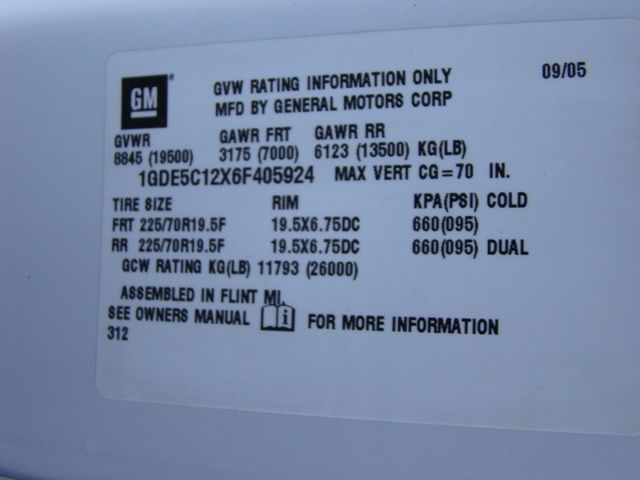 GM ®
GVW RATING INFORMATION ONLY 09/05
MFD BY GENERAL MOTORS CORP
GVWR GAWR FRT GAWR RR
8845 (19500) 3175 (7000) 6123 (13500) KG(LB)
1GDE5C12X6F405924 MAX VERT CG=70 IN.
TIRE SIZE RIM KPA(PSI) COLD
FRT 225/70R19.5F 19.5X6.75DC 660(095)
RR 225/70R19.5F 19.5X6.75DC 660(095) DUAL
GCW RATING KG(LB) 11793 (26000)
ASSEMBLED IN FLINT MI.
SEE OWNERS MANUAL i FOR MORE INFORMATION
312